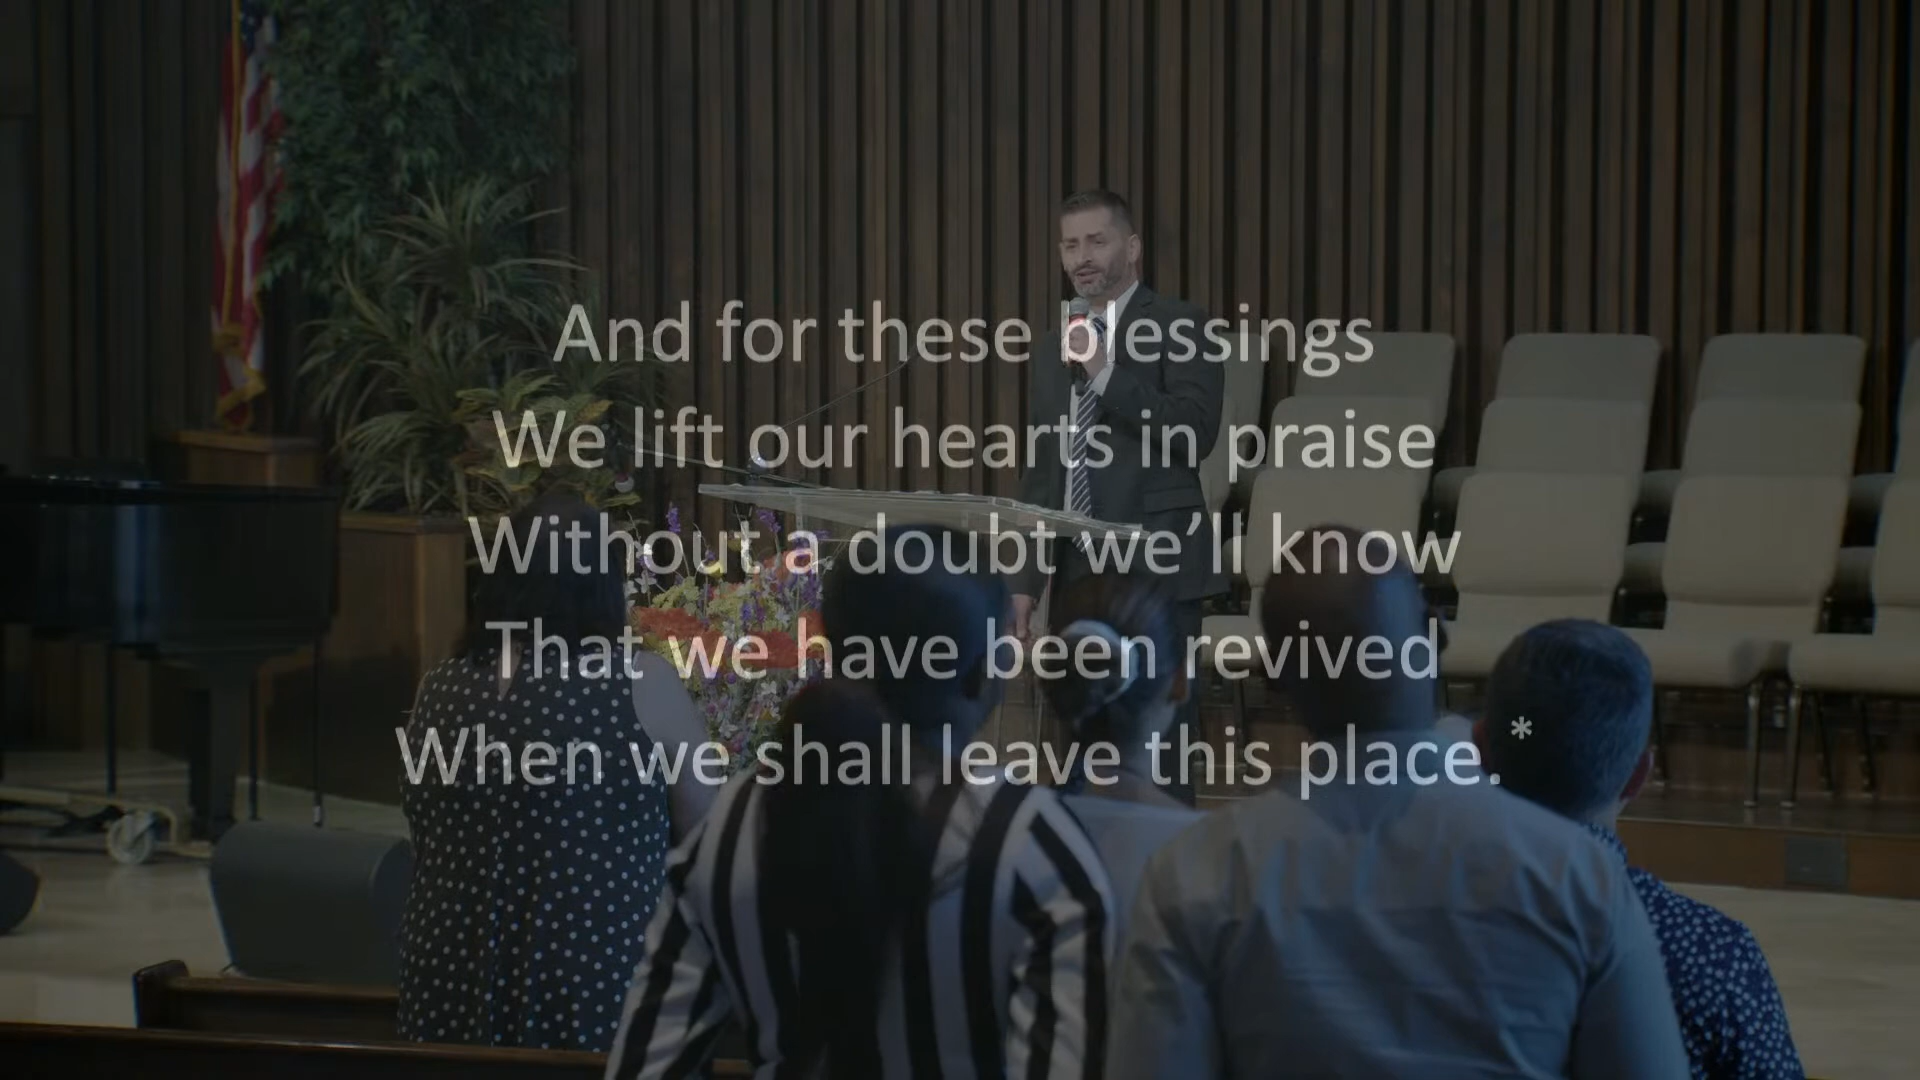 And for these blessings
We lift our hearts in praise
Without a doubt we’ll know
That we have been revived
When we shall leave this place.*